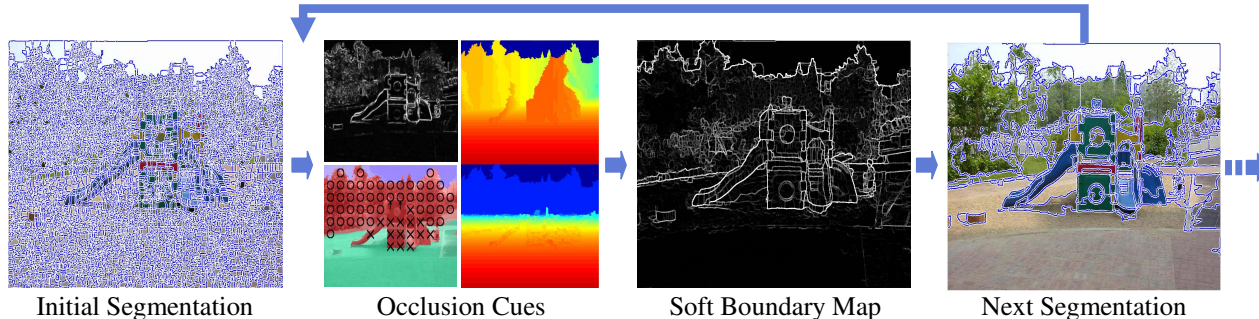 Initial Segmentation
Occlusion Cues
Soft Boundary Map
Next Segmentation